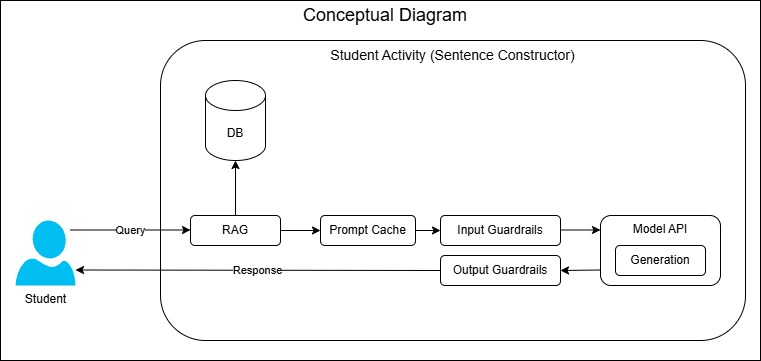 Conceptual Diagram
Student Activity (Sentence Constructor)
DB
Query
RAG
Prompt Cache
Input Guardrails
Model API
Generation
Output Guardrails
Response
Student